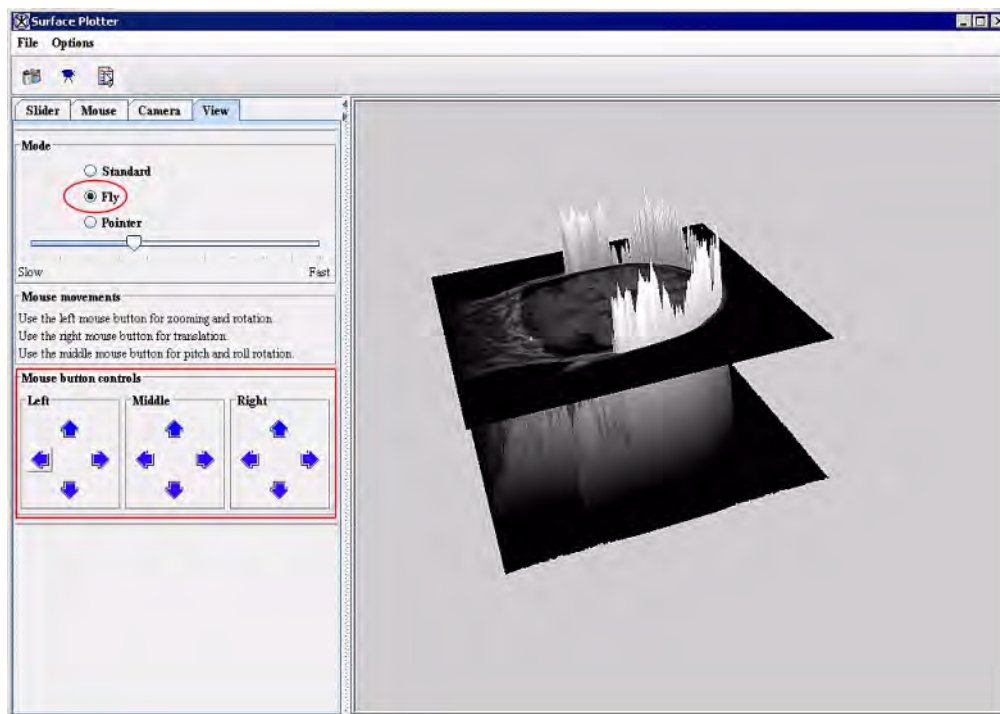 Surface Plotter
File Options
Slider Mouse Camera View
Mode
Standard
Fly
Pointer
Slow Fast
Mouse movements
Use the left mouse button for zooming and rotation.
Use the right mouse button for translation.
Use the middle mouse button for pitch and roll rotation.
Mouse button controls
Left Middle Right